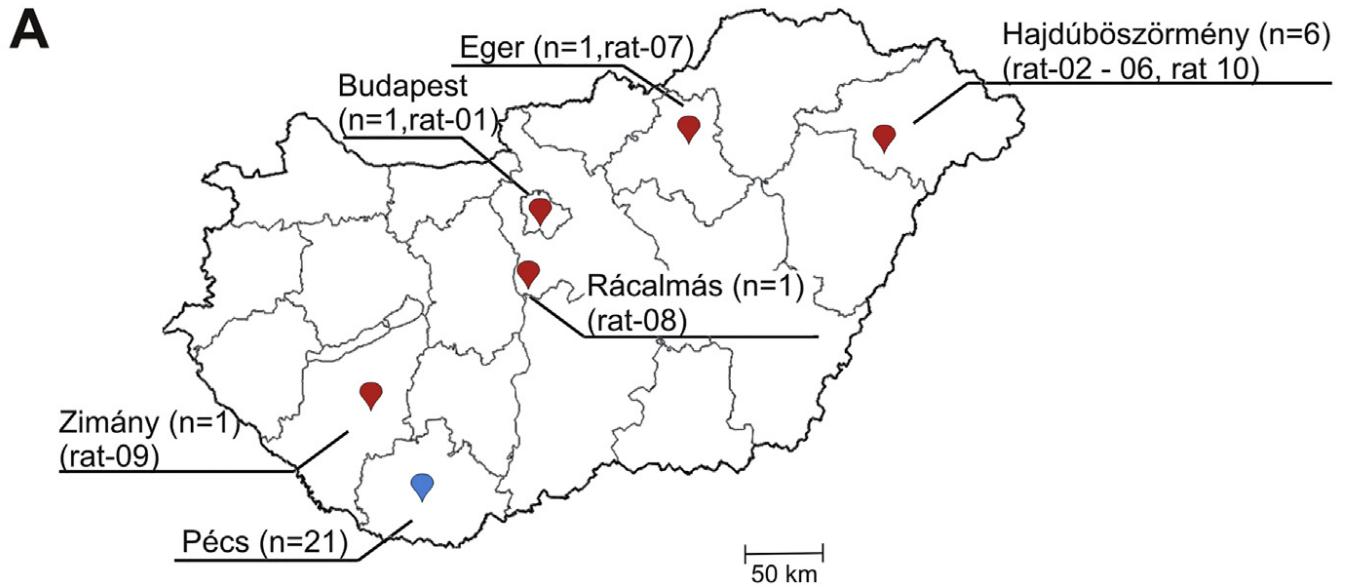 A
Eger (n=1,rat-07)
Hajdúböszörmény (n=6)
(rat-02 - 06, rat 10)
Budapest
(n=1,rat-01)
Rácalmás (n=1)
(rat-08)
Zimány (n=1)
(rat-09)
Pécs (n=21)
50 km